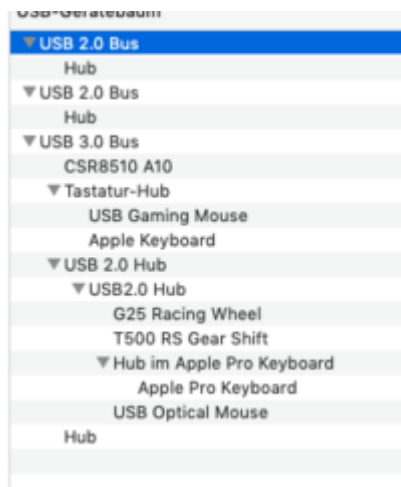 USB-Gerätebaum
USB 2.0 Bus
Hub
USB 2.0 Bus
Hub
USB 3.0 Bus
CSR8510 A10
Tastatur-Hub
USB Gaming Mouse
Apple Keyboard
USB 2.0 Hub
USB2.0 Hub
G25 Racing Wheel
T500 RS Gear Shift
Hub im Apple Pro Keyboard
Apple Pro Keyboard
USB Optical Mouse
Hub